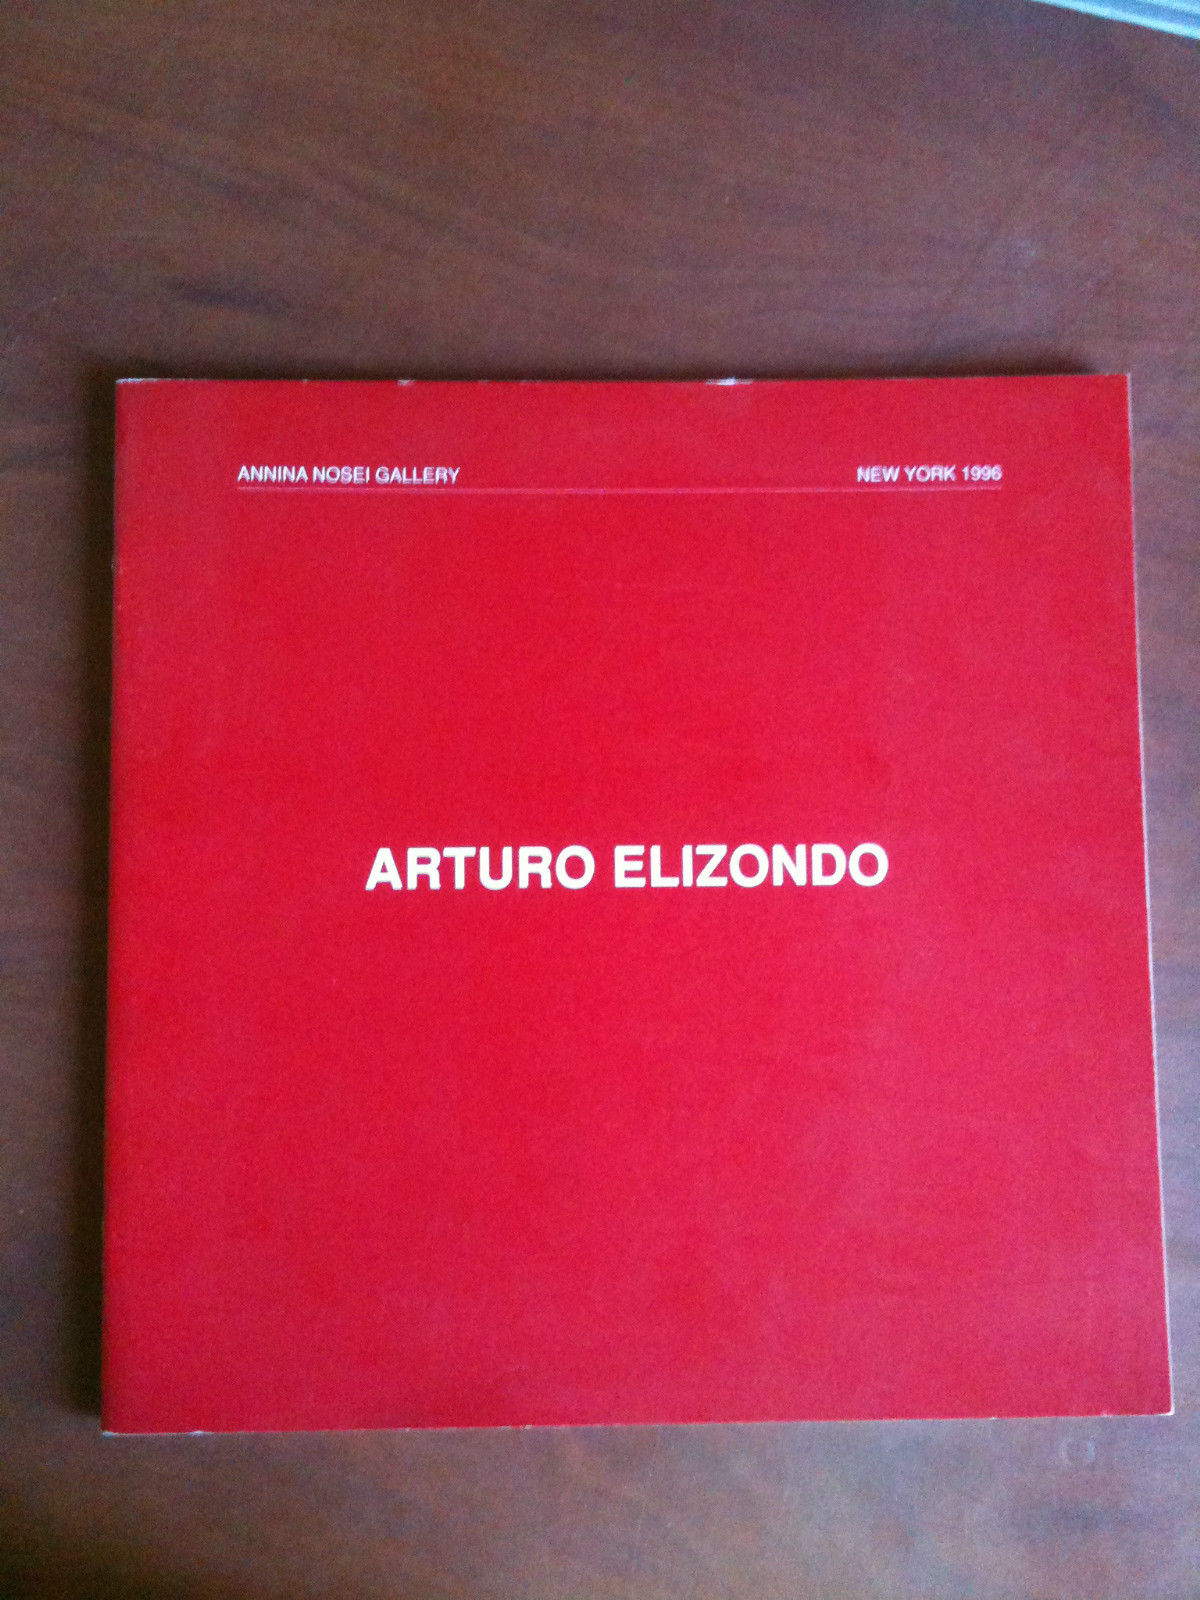 ANNINA NOSEI GALLERY NEW YORK 1996
ARTURO ELIZONDO